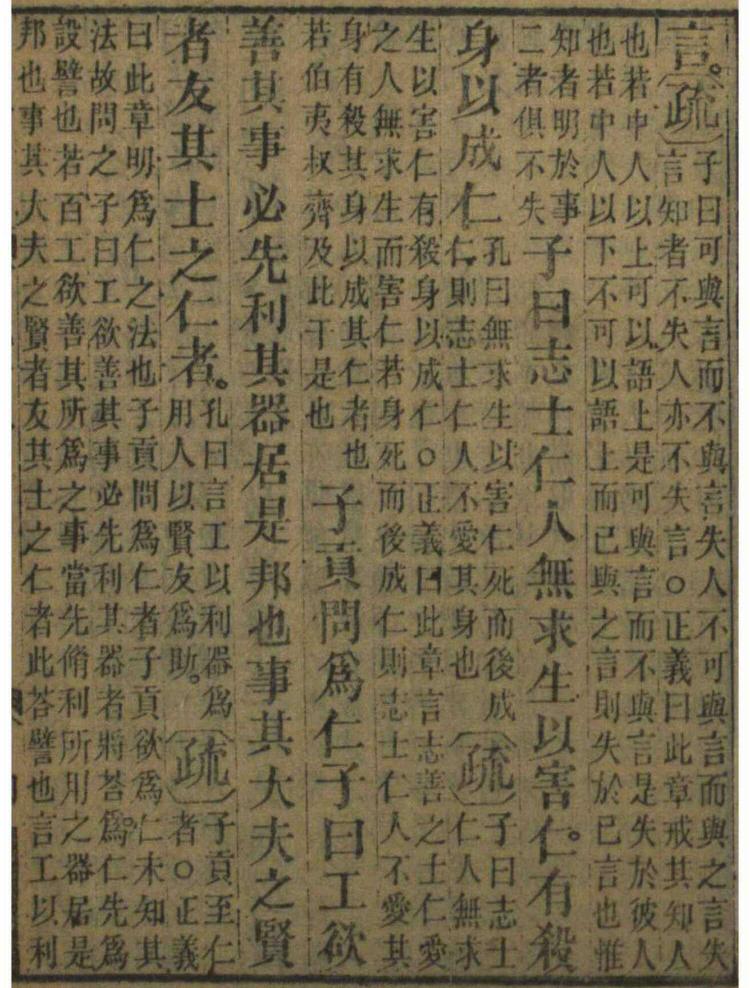 言。疏
子曰可與言而不與言失人不可與言而與之言失
言知者不失人亦不失言○正義曰此章戒其知人
也若中人以上可以語上是可與言而不與言是失於彼人
也若中人以下不可以語上而己與之言則失於己言也惟
知者明於事
二者俱不失
子曰志士仁人無求生以害仁。有殺
身以成仁
孔曰無求生以害仁死而後成
仁則志士仁人不愛其身也
疏
子曰志士
仁人無求
生以害仁有殺身以成仁○正義曰此章言志善之士仁愛
之人無求生而害仁若身死而後成仁則志士仁人不愛其
身有殺其身以成其仁者也
若伯夷叔齊及比干是也
子貢問爲仁子曰工欲
善其事必先利其器居是邦也事其大夫之賢
者友其士之仁者。
孔曰言工以利器爲
用人以賢友爲助。
疏
子貢至仁
者○正義
曰此章明爲仁之法也子貢問爲仁者子貢欲爲仁未知其
法故問之子曰工欲善其事必先利其器者將荅爲仁先爲
設譬也若百工欲善其所爲之事當先脩利所用之器居是
邦也事其大夫之賢者友其士之仁者此荅譬也言工以利